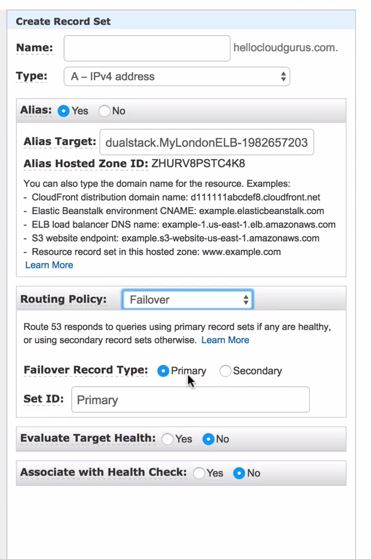 Create Record Set
Name: hellocloudgurus.com.
Type: A – IPv4 address
Alias: Yes No
Alias Target: dualstack.MyLondonELB-1982657203
Alias Hosted Zone ID: ZHURV8PSTC4K8
You can also type the domain name for the resource. Examples:
- CloudFront distribution domain name: d111111abcdef8.cloudfront.net
- Elastic Beanstalk environment CNAME: example.elasticbeanstalk.com
- ELB load balancer DNS name: example-1.us-east-1.elb.amazonaws.com
- S3 website endpoint: example.s3-website-us-east-1.amazonaws.com
- Resource record set in this hosted zone: www.example.com
Learn More
Routing Policy: Failover
Route 53 responds to queries using primary record sets if any are healthy,
or using secondary record sets otherwise. Learn More
Failover Record Type: Primary Secondary
Set ID: Primary
Evaluate Target Health: Yes No
Associate with Health Check: Yes No